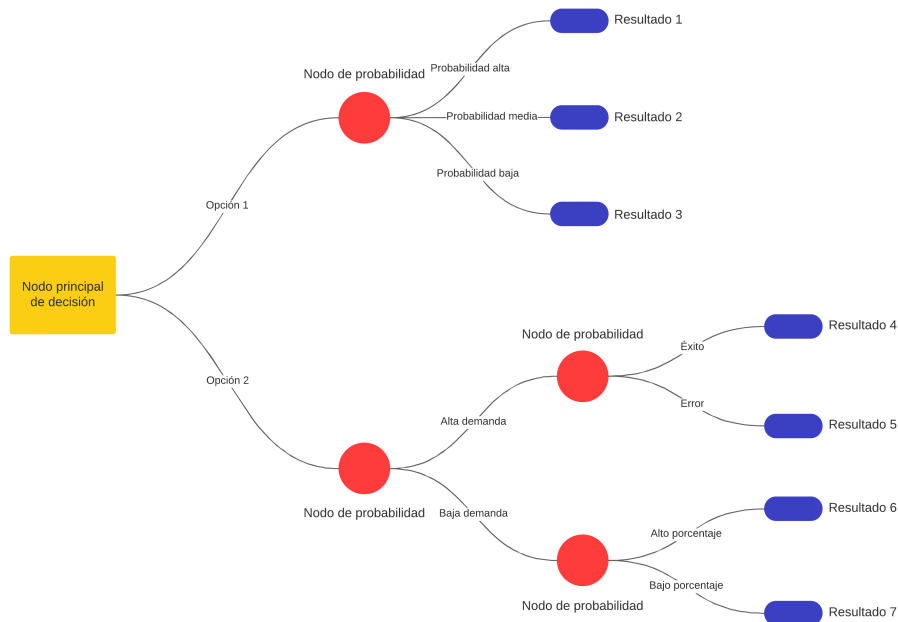 Resultado 1
Probabilidad alta
Nodo de probabilidad
Probabilidad media
Resultado 2
Probabilidad baja
Opción 1
Resultado 3
Nodo principal
de decisión
Nodo de probabilidad
Resultado 4
Éxito
Opción 2
Error
Alta demanda
Resultado 5
Nodo de probabilidad
Baja demanda
Resultado 6
Alto porcentaje
Bajo porcentaje
Nodo de probabilidad
Resultado 7